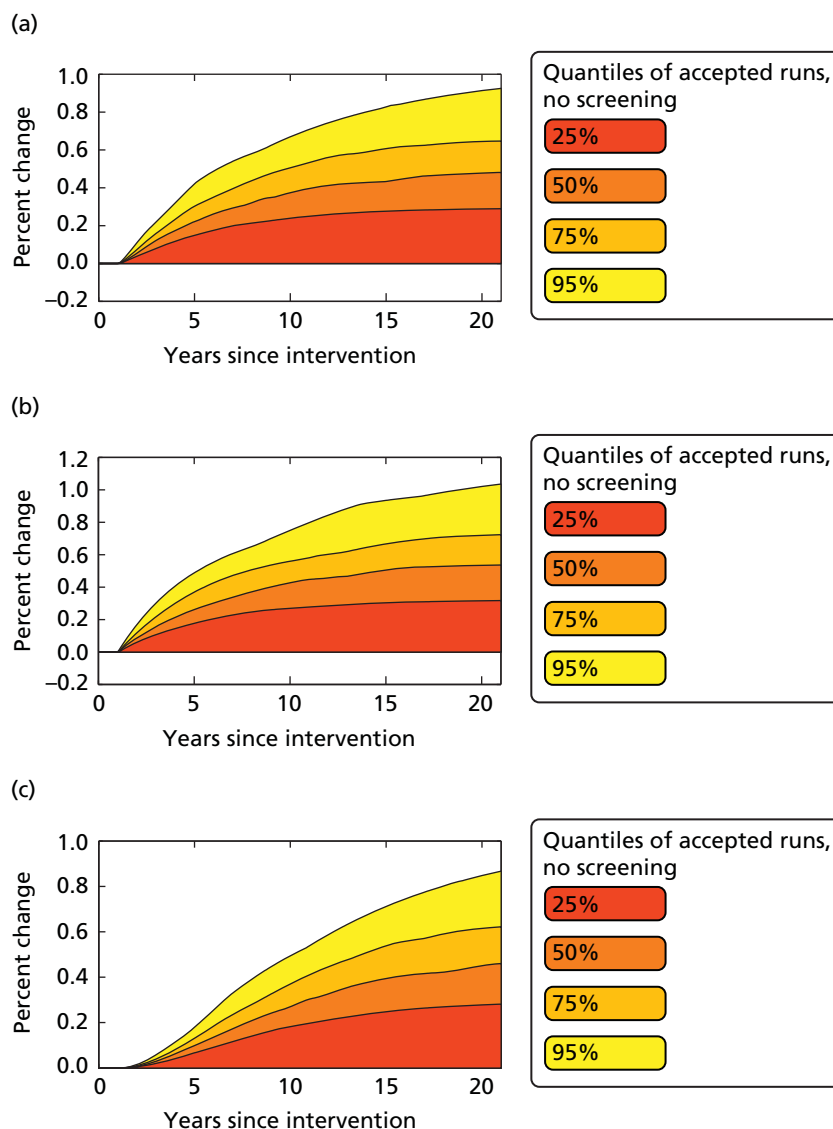 (a)
1.0
0.8
0.6
0.4
0.2
0.0
–0.2
Percent change
0 5 10 15 20
Years since intervention
Quantiles of accepted runs,
no screening
25%
50%
75%
95%
(b)
1.2
1.0
0.8
0.6
0.4
0.2
0.0
–0.2
Percent change
0 5 10 15 20
Years since intervention
Quantiles of accepted runs,
no screening
25%
50%
75%
95%
(c)
1.0
0.8
0.6
0.4
0.2
0.0
Percent change
0 5 10 15 20
Years since intervention
Quantiles of accepted runs,
no screening
25%
50%
75%
95%